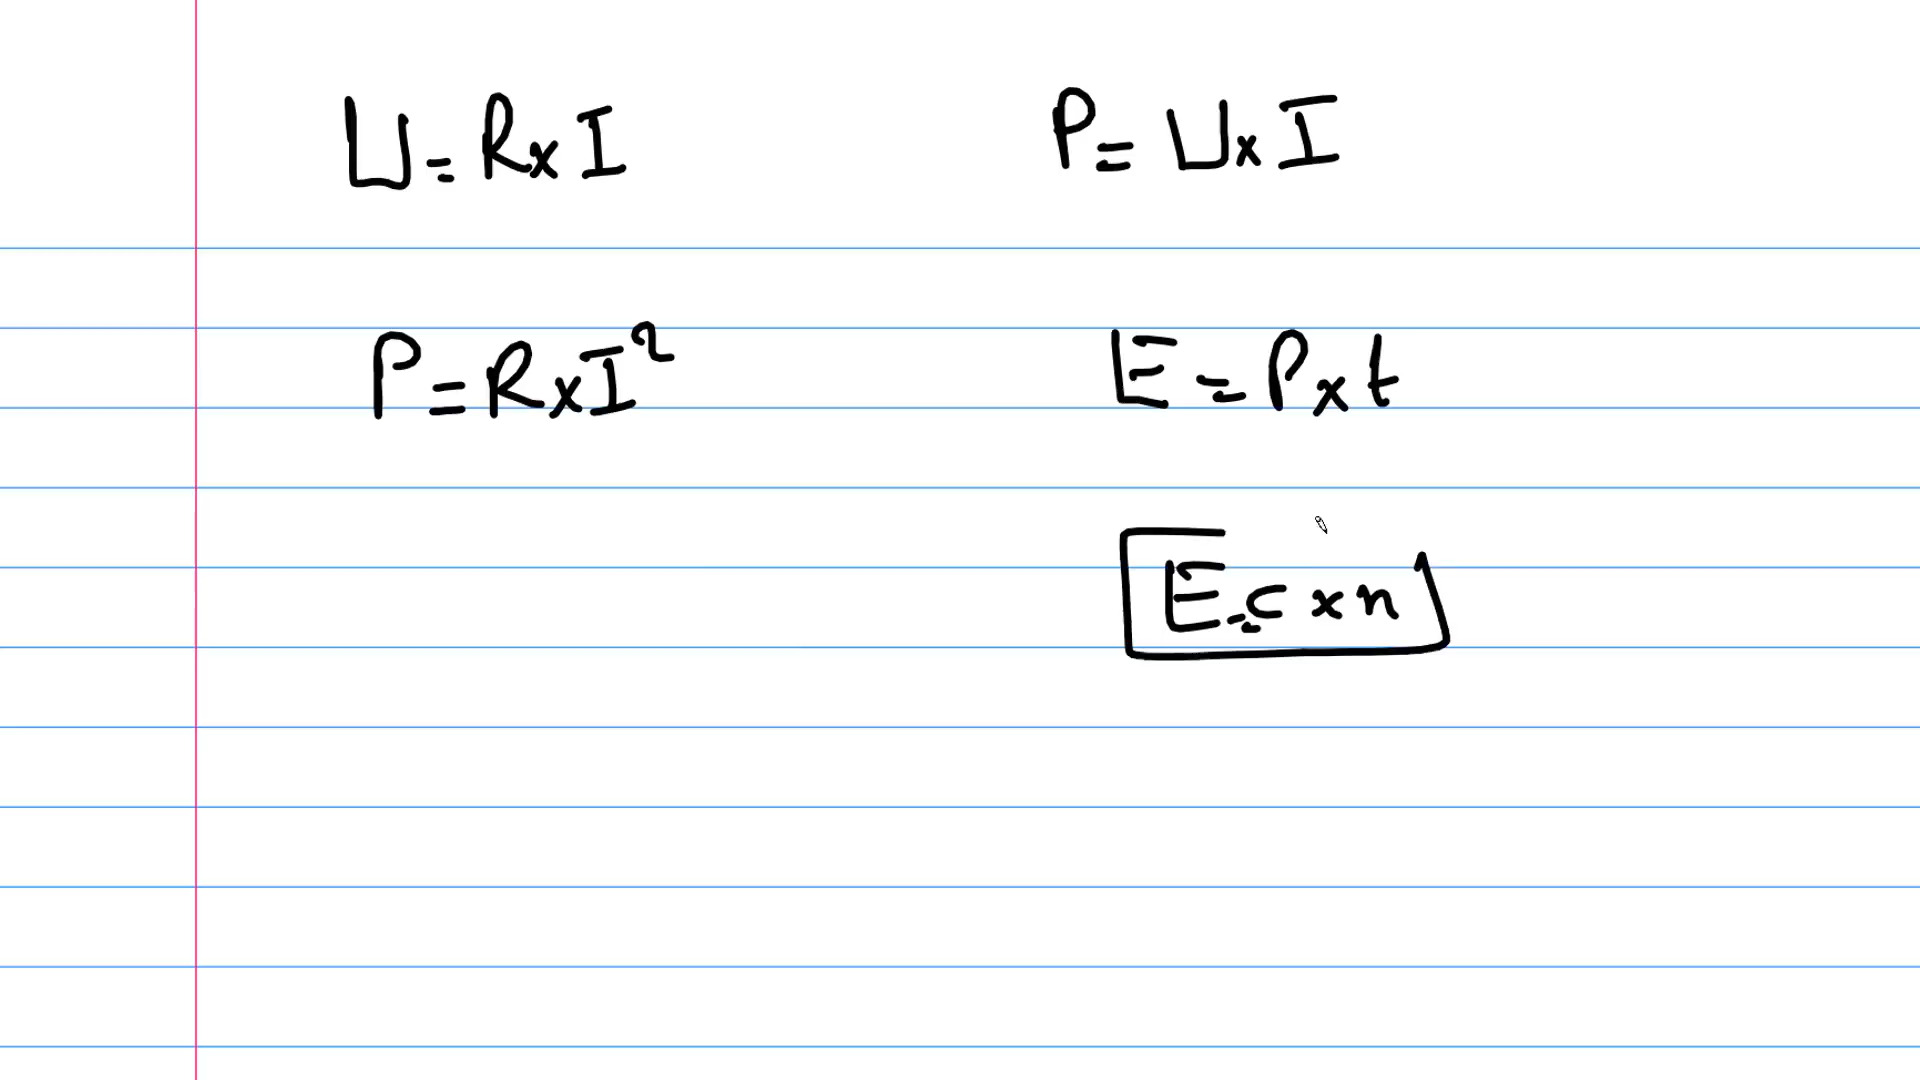 U = R x I
P = U x I
P = R x I²
E = P x t
E = c x n